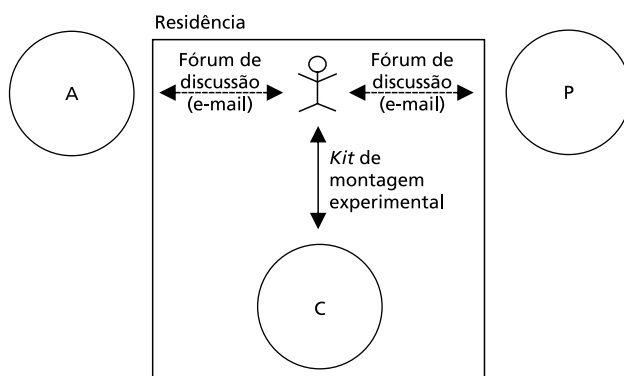 Residência
Fórum de
discussão
(e-mail)
Fórum de
discussão
(e-mail)
A
P
Kit de
montagem
experimental
C